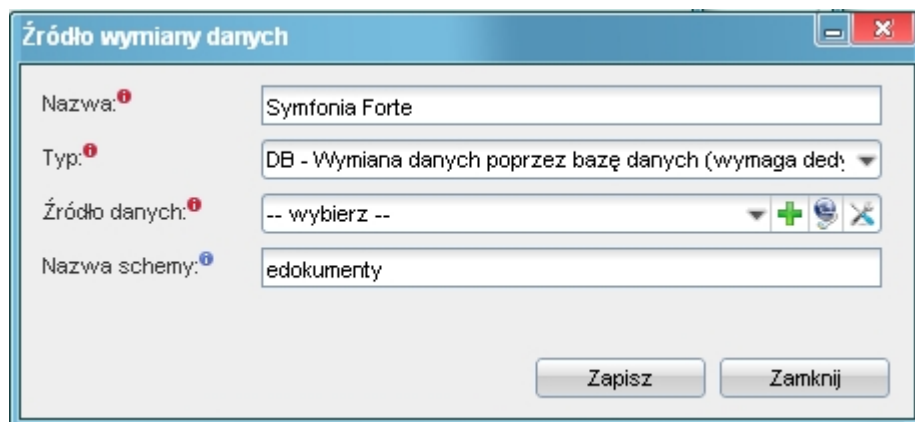 Źródło wymiany danych
Nazwa: Symfonia Forte
Typ: DB - Wymiana danych poprzez bazę danych (wymaga
Źródło danych: -- wybierz --
Nazwa schemy: edokumenty
Zapisz Zamknij